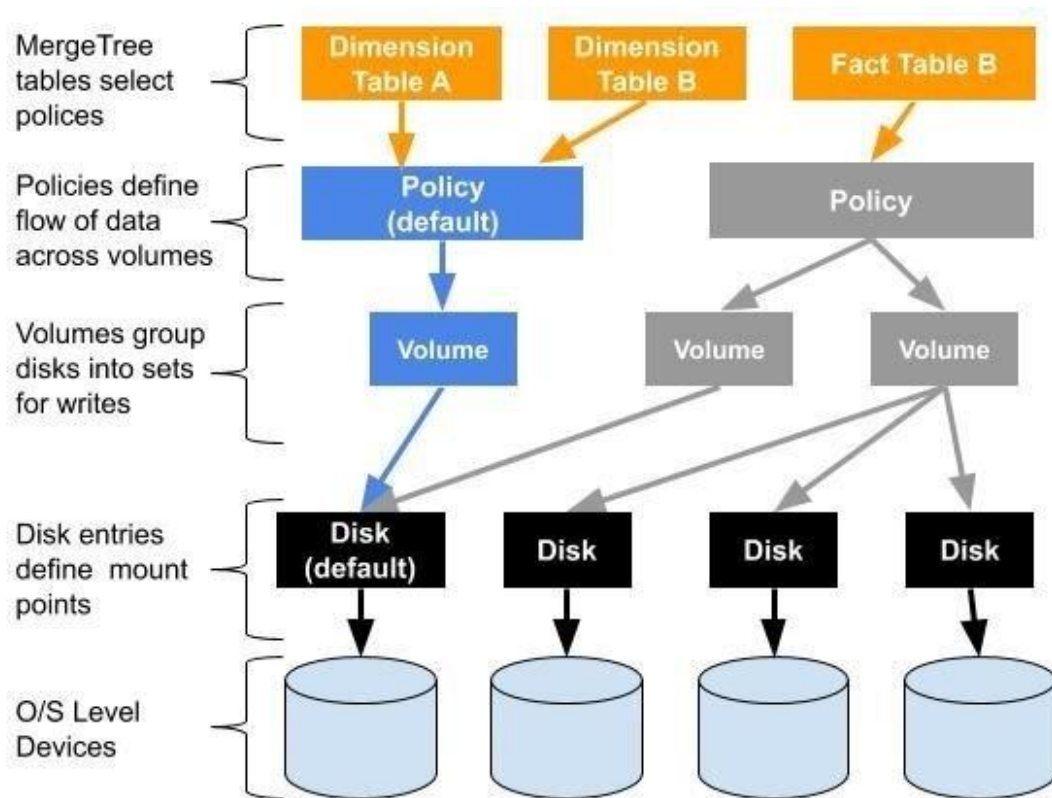 MergeTree
tables select
polices
Dimension
Table A
Dimension
Table B
Fact Table B
Policies define
flow of data
across volumes
Policy
(default)
Policy
Volumes group
disks into sets
for writes
Volume
Volume
Volume
Disk entries
define mount
points
Disk
(default)
Disk
Disk
Disk
O/S Level
Devices